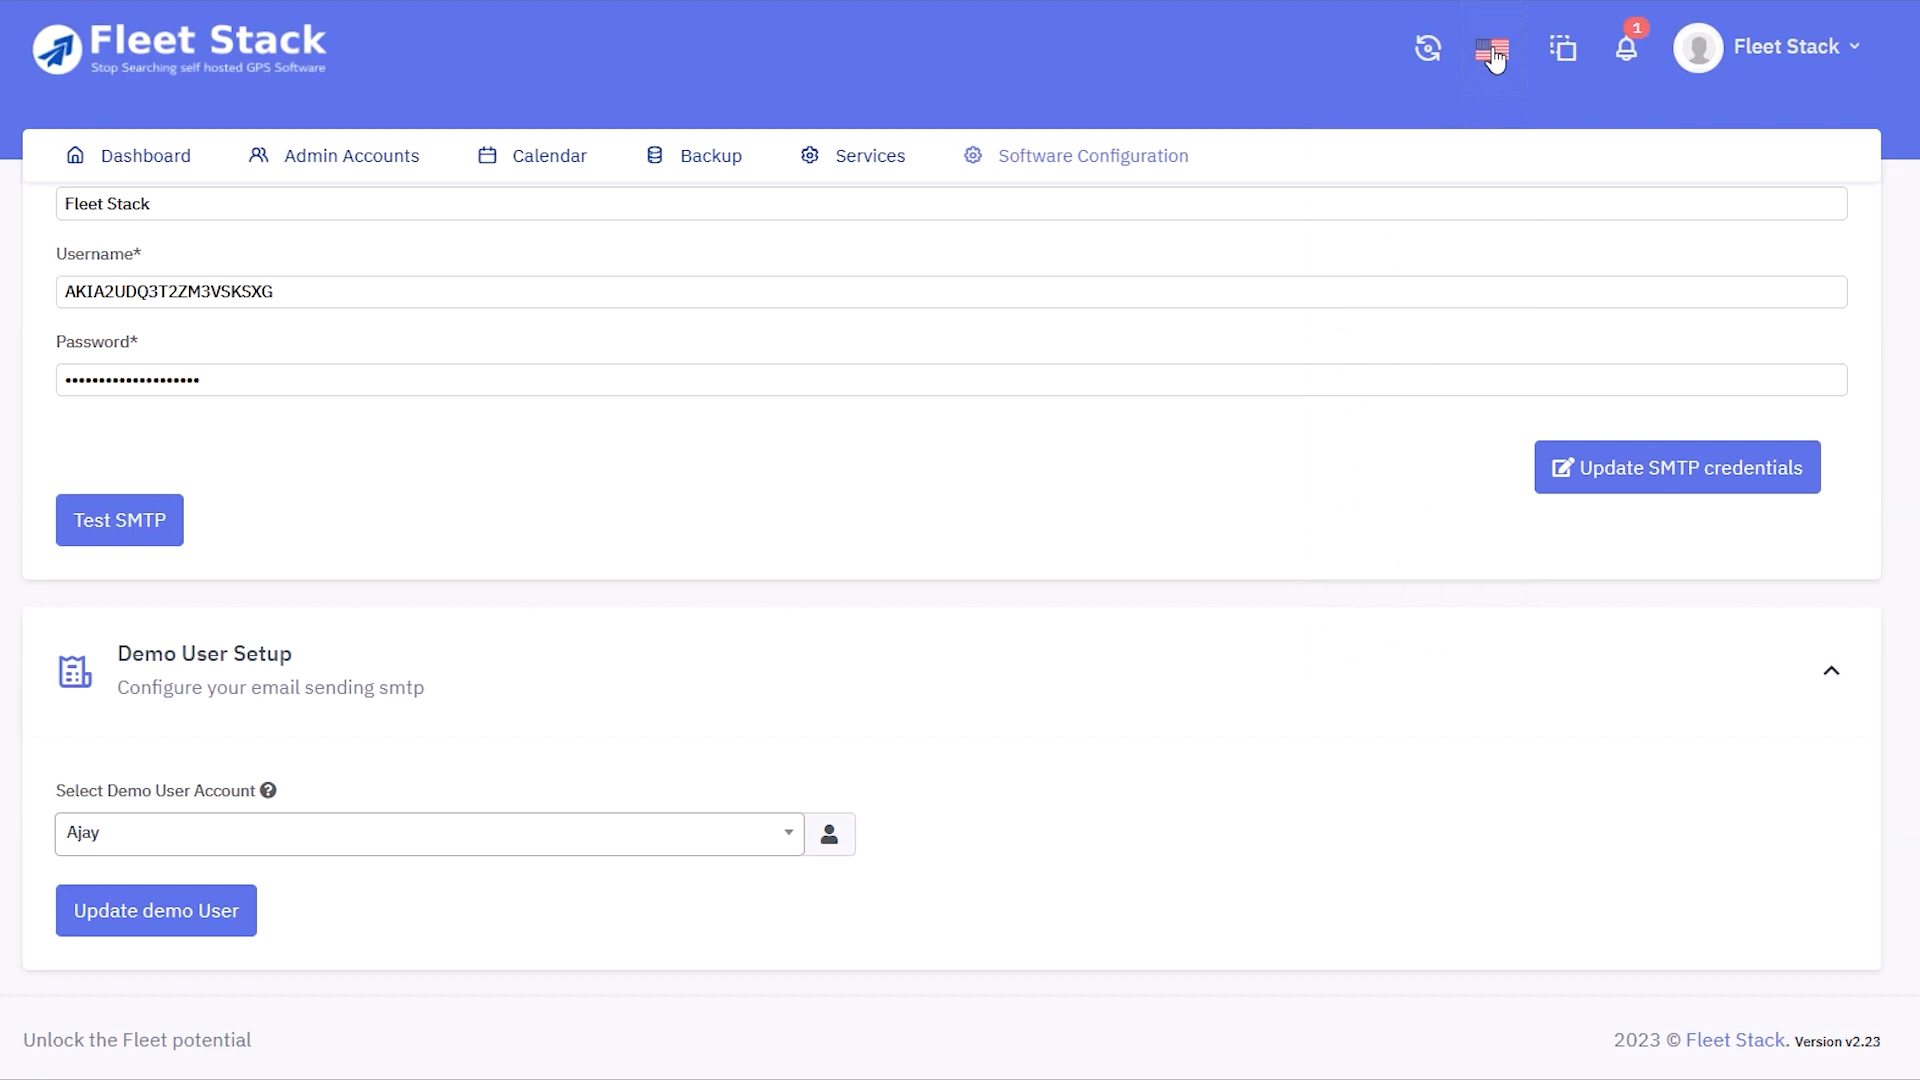 Fleet Stack
Stop Searching self hosted GPS Software
1
Fleet Stack
Dashboard
Admin Accounts
Calendar
Backup
Services
Software Configuration
Fleet Stack
Username*
AKIA2UDQ3T2ZM3VSKSXG
Password*
••••••••••••••••••••
Update SMTP credentials
Test SMTP
Demo User Setup
Configure your email sending smtp
Select Demo User Account ?
Ajay
Update demo User
Unlock the Fleet potential
2023 © Fleet Stack. Version v2.23